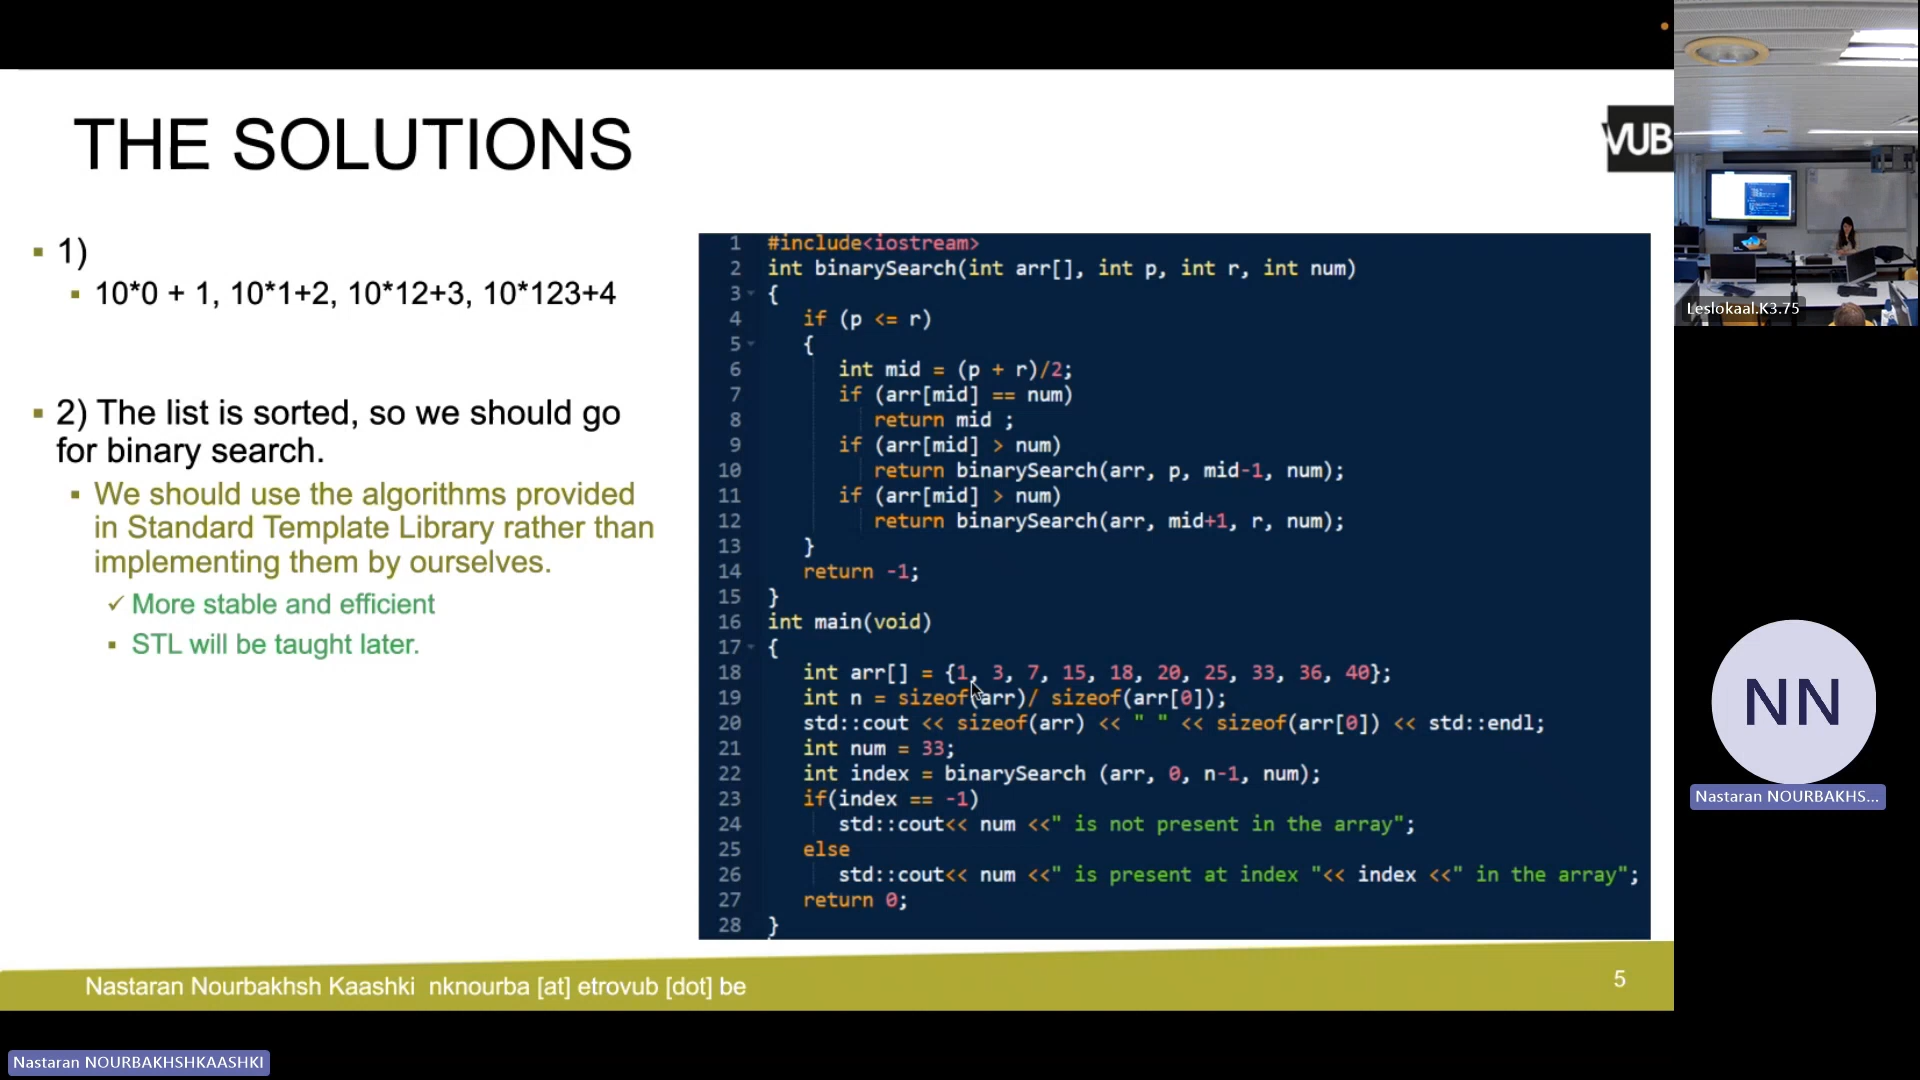 THE SOLUTIONS
VUB
1)
10*0 + 1, 10*1+2, 10*12+3, 10*123+4
2) The list is sorted, so we should go
for binary search.
We should use the algorithms provided
in Standard Template Library rather than
implementing them by ourselves.
More stable and efficient
STL will be taught later.
1 #include<iostream>
2 int binarySearch(int arr[], int p, int r, int num)
3 {
4 if (p <= r)
5 {
6 int mid = (p + r)/2;
7 if (arr[mid] == num)
8 return mid ;
9 if (arr[mid] > num)
10 return binarySearch(arr, p, mid-1, num);
11 if (arr[mid] > num)
12 return binarySearch(arr, mid+1, r, num);
13 }
14 return -1;
15 }
16 int main(void)
17 {
18 int arr[] = {1, 3, 7, 15, 18, 20, 25, 33, 36, 40};
19 int n = sizeof(arr)/ sizeof(arr[0]);
20 std::cout << sizeof(arr) << " " << sizeof(arr[0]) << std::endl;
21 int num = 33;
22 int index = binarySearch (arr, 0, n-1, num);
23 if(index == -1)
24 std::cout<< num <<" is not present in the array";
25 else
26 std::cout<< num <<" is present at index "<< index <<" in the array";
27 return 0;
28 }
Nastaran Nourbakhsh Kaashki nknourba [at] etrovub [dot] be
5
Leslokaal.K3.75
NN
Nastaran NOURBAKHS...
Nastaran NOURBAKHSHKAASHKI